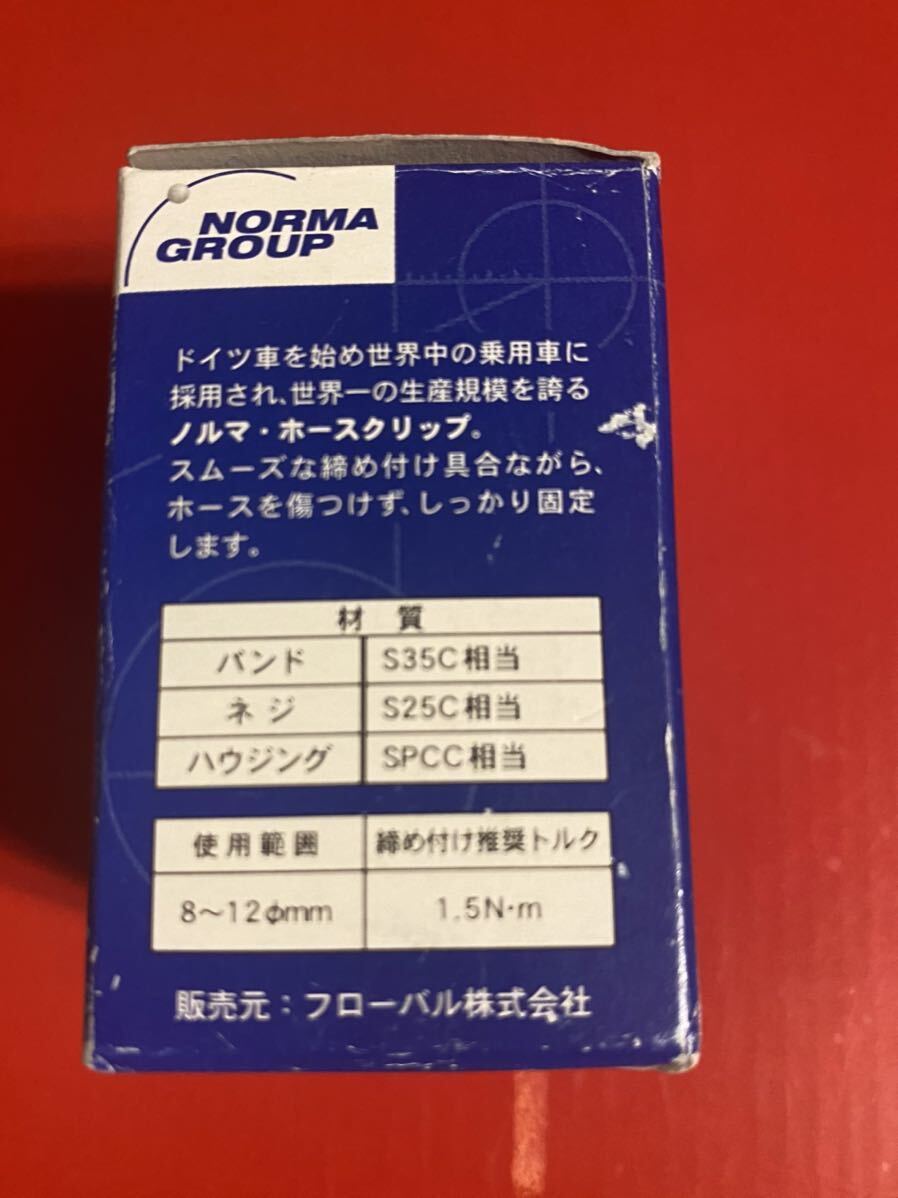 NORMA
GROUP
ドイツ車を始め世界中の乗用車に
採用され、世界一の生産規模を誇る
ノルマ・ホースクリップ。
スムーズな締め付け具合ながら、
ホースを傷つけず、しっかり固定
します。
材 質
バンド S35C相当
ネジ S25C相当
ハウジング SPCC相当
使用範囲 締め付け推奨トルク
8〜12φmm 1.5N・m
販売元：フローバル株式会社